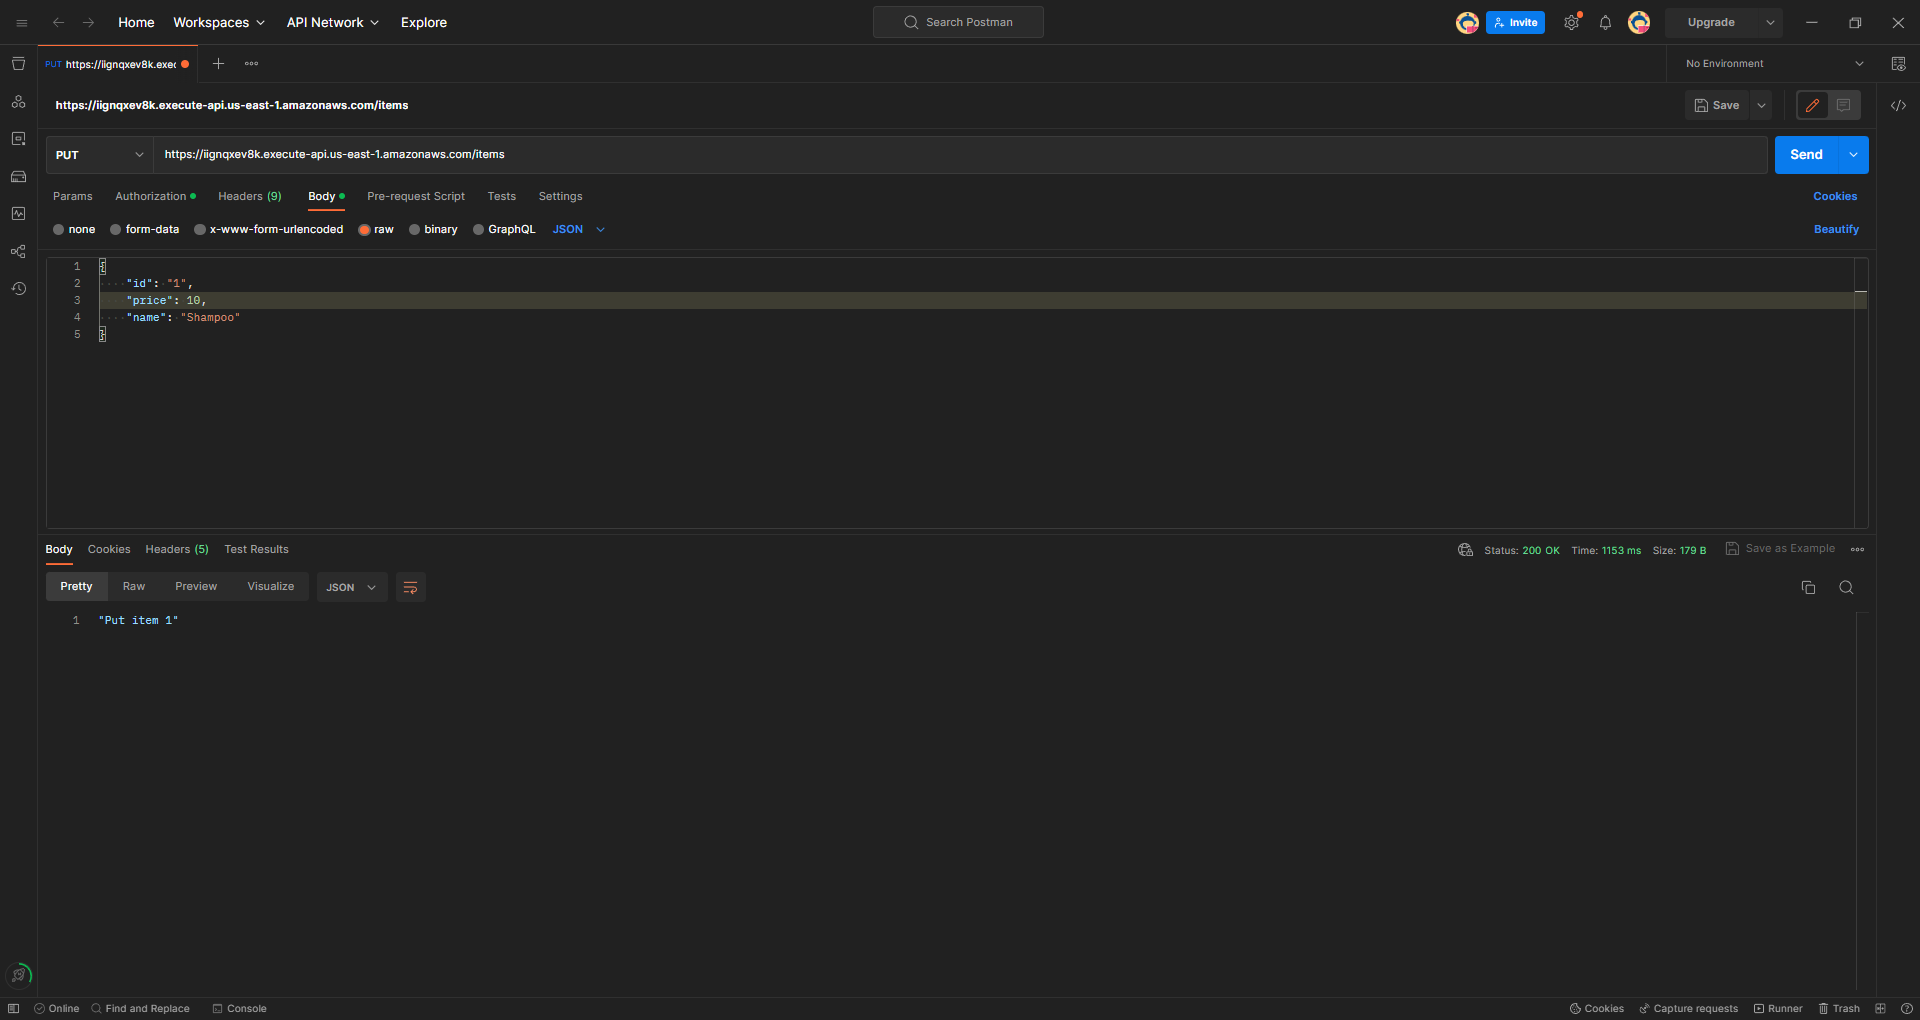 Home Workspaces API Network Explore Search Postman Invite Upgrade
PUT https://iignqxev8k.exec No Environment
https://iignqxev8k.execute-api.us-east-1.amazonaws.com/items Save
PUT https://iignqxev8k.execute-api.us-east-1.amazonaws.com/items Send
Params Authorization Headers (9) Body Pre-request Script Tests Settings Cookies
none form-data x-www-form-urlencoded raw binary GraphQL JSON Beautify
1 {
2 "id": "1",
3 "price": 10,
4 "name": "Shampoo"
5 }
Body Cookies Headers (5) Test Results Status: 200 OK Time: 1153 ms Size: 179 B Save as Example
Pretty Raw Preview Visualize JSON
1 "Put item 1"
Online Find and Replace Console Cookies Capture requests Runner Trash